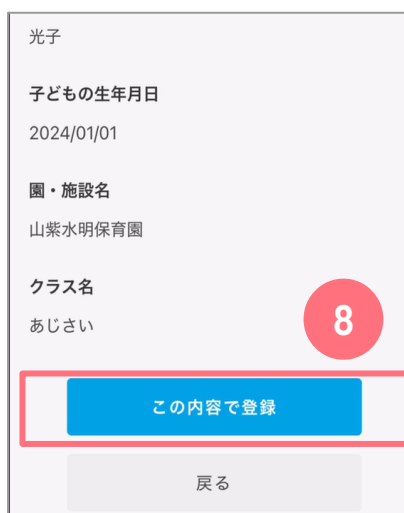 光子
子どもの生年月日
2024/01/01
園・施設名
山紫水明保育園
クラス名
あじさい
8
この内容で登録
戻る